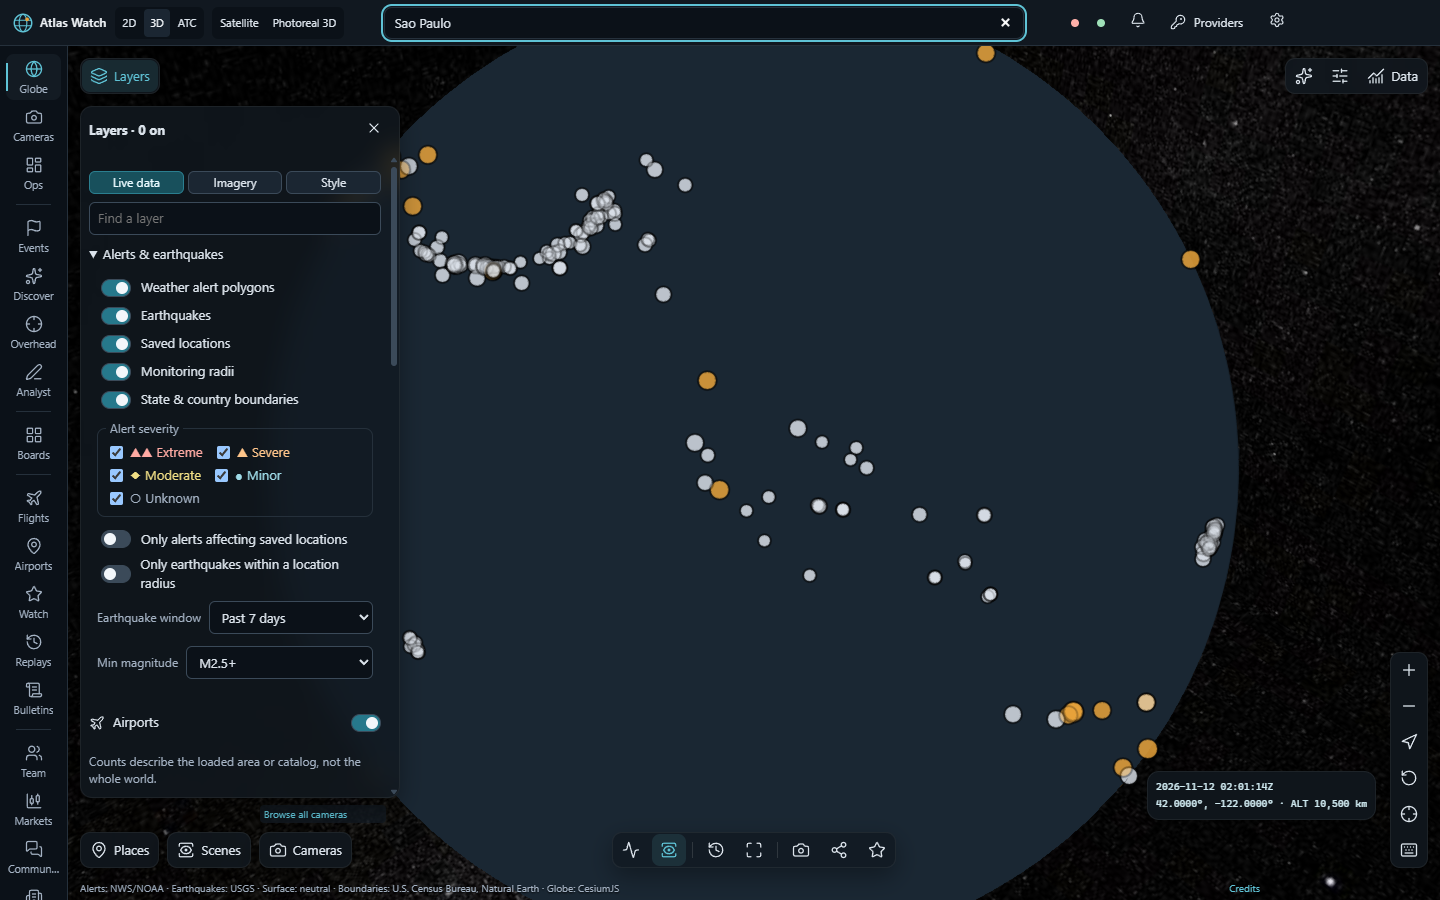 Atlas Watch
2D
3D
ATC
Satellite
Photoreal 3D
Sao Paulo
Providers
Globe
Cameras
Ops
Events
Discover
Overhead
Analyst
Boards
Flights
Airports
Watch
Replays
Bulletins
Team
Markets
Commun...
Layers
Layers · 0 on
Live data
Imagery
Style
Find a layer
Alerts & earthquakes
Weather alert polygons
Earthquakes
Saved locations
Monitoring radii
State & country boundaries
Alert severity
Extreme
Severe
Moderate
Minor
Unknown
Only alerts affecting saved locations
Only earthquakes within a location
radius
Earthquake window
Past 7 days
Min magnitude
M2.5+
Airports
Counts describe the loaded area or catalog, not the
whole world.
Browse all cameras
Places
Scenes
Cameras
Data
2026-11-12 02:01:14Z
42.0000°, -122.0000° · ALT 10,500 km
Alerts: NWS/NOAA · Earthquakes: USGS · Surface: neutral · Boundaries: U.S. Census Bureau, Natural Earth · Globe: CesiumJS
Credits